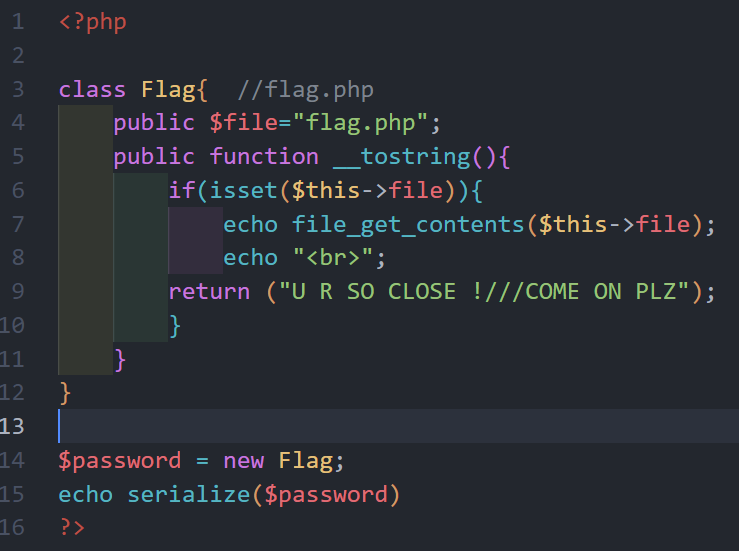 1 <?php
2
3 class Flag{  //flag.php
4     public $file="flag.php";
5     public function __tostring(){
6         if(isset($this->file)){
7             echo file_get_contents($this->file);
8             echo "<br>";
9         return ("U R SO CLOSE !///COME ON PLZ");
10         }
11     }
12 }
13
14 $password = new Flag;
15 echo serialize($password)
16 ?>